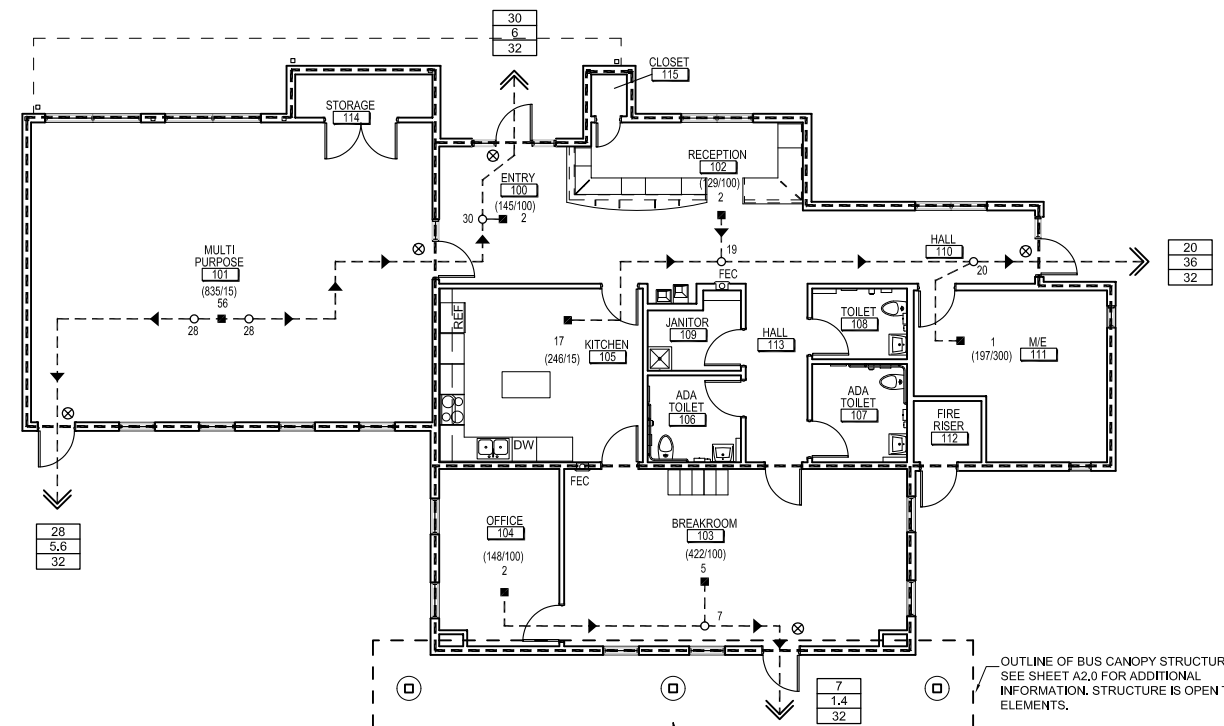 30
6
32
CLOSET
115
STORAGE
114
RECEPTION
102
(129/100)
2
ENTRY
100
(145/100)
2
30
MULTI
PURPOSE
101
(835/15)
56
28
28
19
FEC
HALL
110
20
20
36
32
REF
17
KITCHEN
(246/15)
105
DW
JANITOR
109
HALL
113
TOILET
108
1
(197/300)
M/E
111
ADA
TOILET
106
ADA
TOILET
107
FIRE
RISER
112
FEC
28
5.6
32
OFFICE
104
(148/100)
2
BREAKROOM
103
(422/100)
5
7
7
1.4
32
OUTLINE OF BUS CANOPY STRUCTUR
SEE SHEET A2.0 FOR ADDITIONAL
INFORMATION. STRUCTURE IS OPEN T
ELEMENTS.